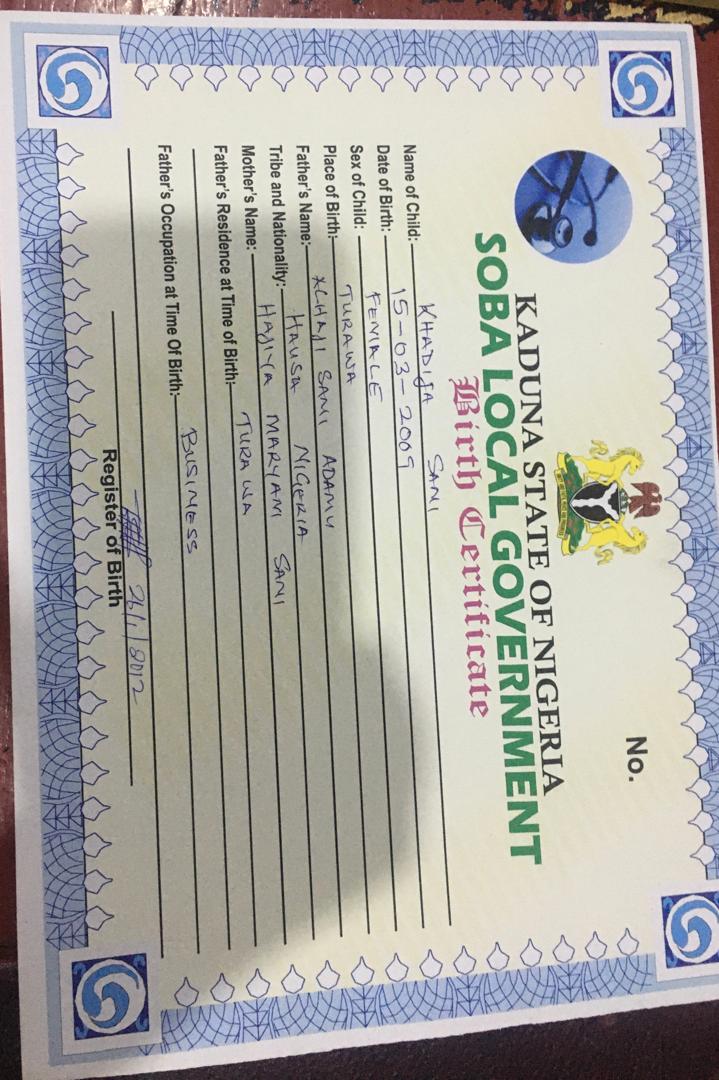 No.
KADUNA STATE OF NIGERIA
SOBA LOCAL GOVERNMENT
Birth Certificate
Name of Child: KHADIJA SANI
Date of Birth: 15-03-2009
Sex of Child: FEMALE
Place of Birth: TURAWA
Father's Name: ALHAJI SANI ADAMU
Tribe and Nationality: HAUSA NIGERIA
Mother's Name: HAJIYA MARYAM SANI
Father's Residence at Time of Birth: TURAWA
Father's Occupation at Time Of Birth: BUSINESS
26/1/2012
Register of Birth